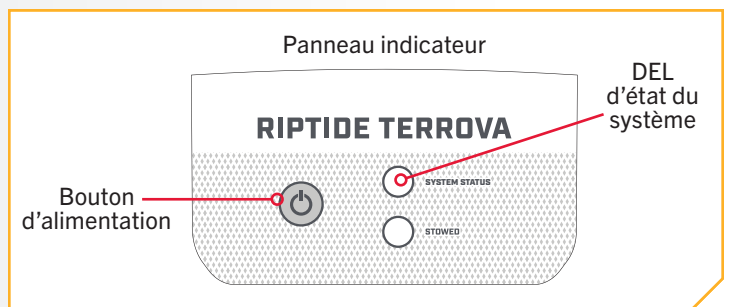 Panneau indicateur
DEL
d'état du
système
RIPTIDE TERROVA
SYSTEM STATUS
Bouton
d'alimentation
STOWED